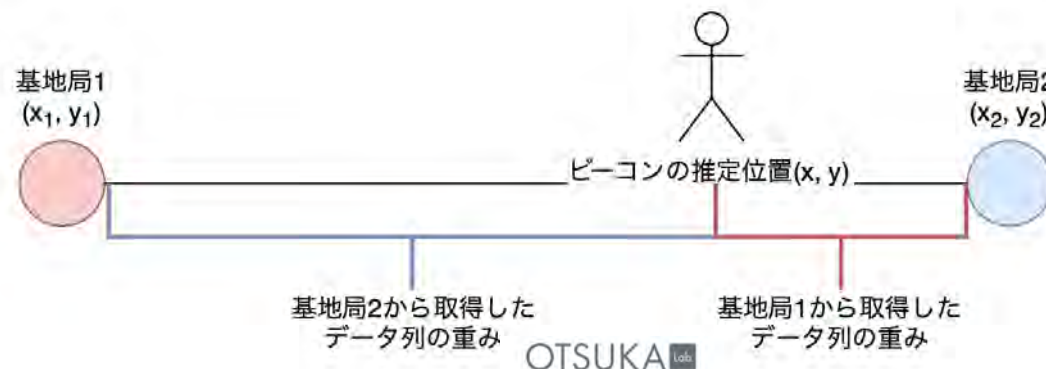 基地局1
(x1, y1)
基地局2
(x2, y2)
ビーコンの推定位置(x, y)
基地局2から取得した
データ列の重み
基地局1から取得した
データ列の重み
OTSUKA Lab